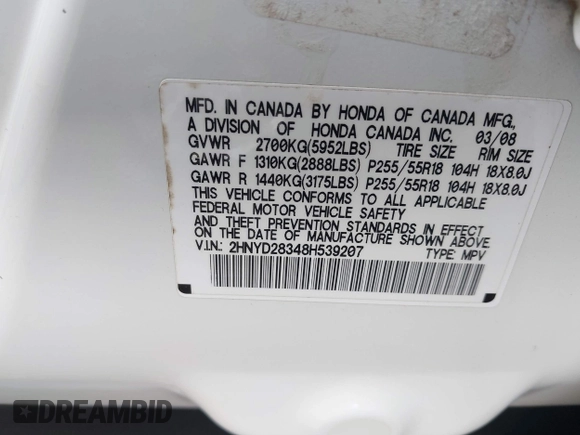 MFD. IN CANADA BY HONDA OF CANADA MFG.,
A DIVISION OF HONDA CANADA INC. 03/08
GVWR 2700KG(5952LBS) TIRE SIZE RIM SIZE
GAWR F 1310KG(2888LBS) P255/55R18 104H 18X8.0J
GAWR R 1440KG(3175LBS) P255/55R18 104H 18X8.0J
THIS VEHICLE CONFORMS TO ALL APPLICABLE
FEDERAL MOTOR VEHICLE SAFETY
AND THEFT PREVENTION STANDARDS IN EFFECT
ON THE DATE OF MANUFACTURE SHOWN ABOVE.
V.I.N.: 2HNYD28348H539207 TYPE: MPV
DREAMBID